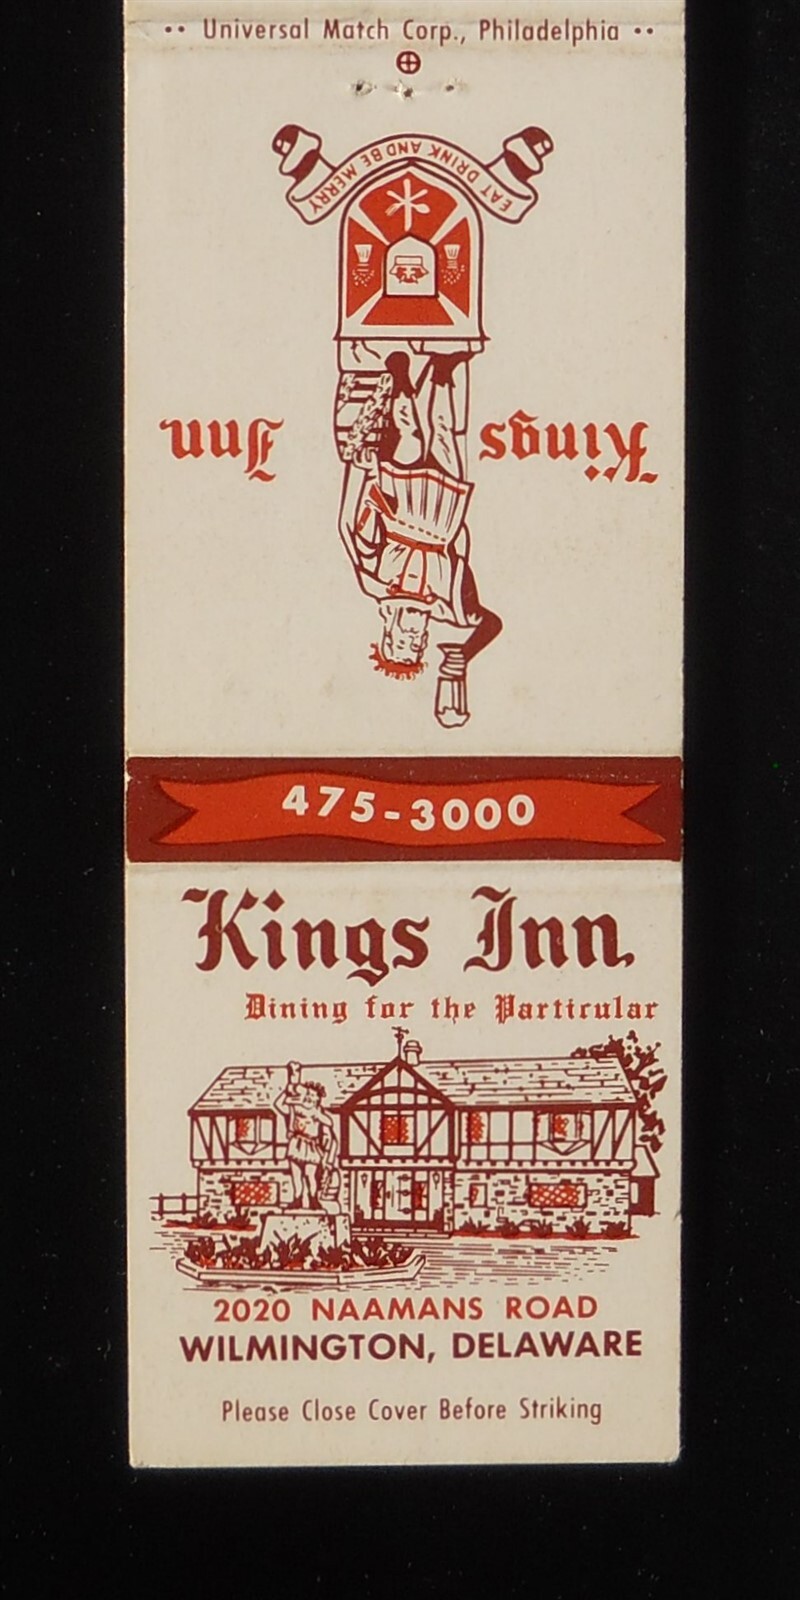 •• Universal Match Corp., Philadelphia ••
EAT DRINK AND BE MERRY
Kings Inn
475-3000
Kings Inn
Dining for the Particular
2020 NAAMANS ROAD
WILMINGTON, DELAWARE
Please Close Cover Before Striking